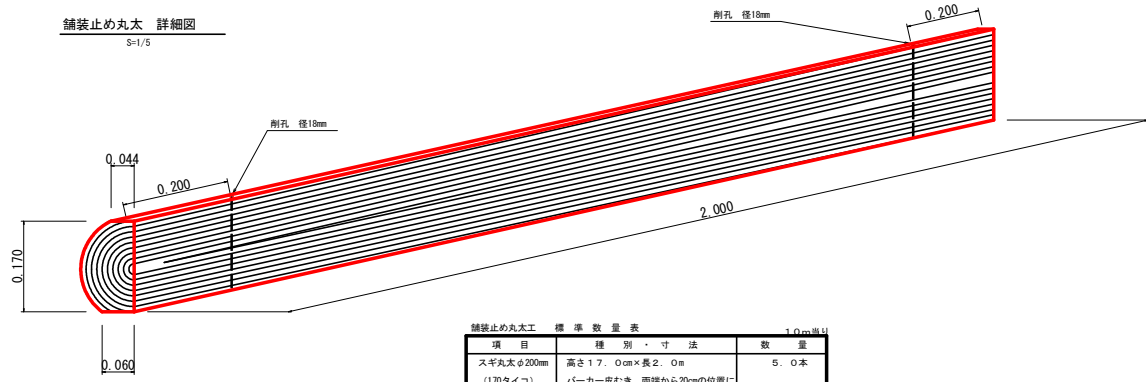 舗装止め丸太 詳細図
S=1/5
削孔 径18mm
0.200
削孔 径18mm
0.044
0.200
2.000
0.170
0.060
舗装止め丸太工 標 準 数 量 表 10m当り
項 目 種 別 ・ 寸 法 数 量
スギ丸太φ200mm 高さ17.0cm×長2.0m 5.0本
(170タイコ) バーカー皮むき、両端から20cmの位置に